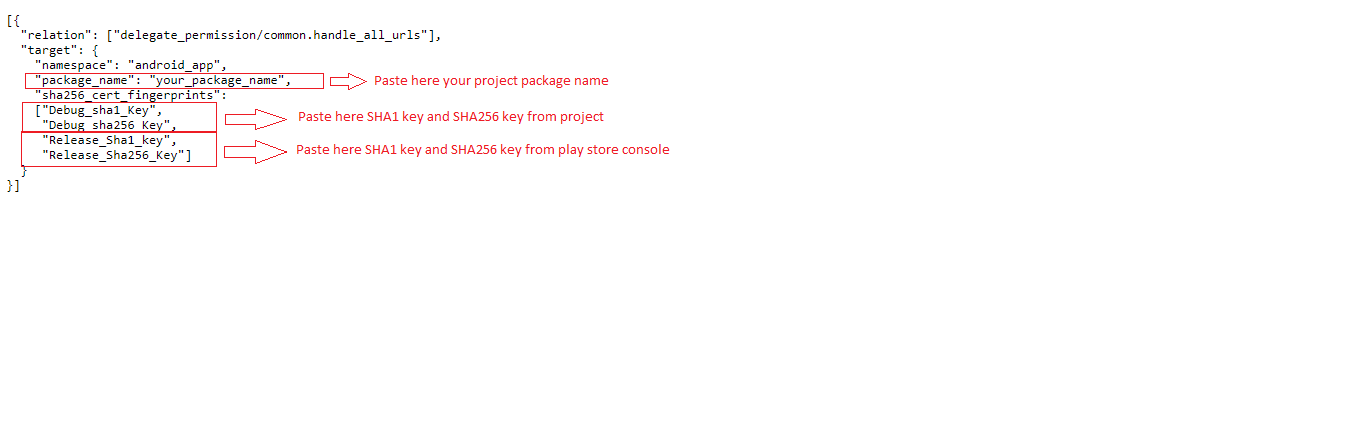 [{
"relation": ["delegate_permission/common.handle_all_urls"],
"target": {
"namespace": "android_app",
"package_name": "your_package_name", Paste here your project package name
"sha256_cert_fingerprints":
["Debug_sha1_Key", Paste here SHA1 key and SHA256 key from project
"Debug_sha256_Key",
"Release_Sha1_key",
"Release_Sha256_Key"] Paste here SHA1 key and SHA256 key from play store console
}
}]